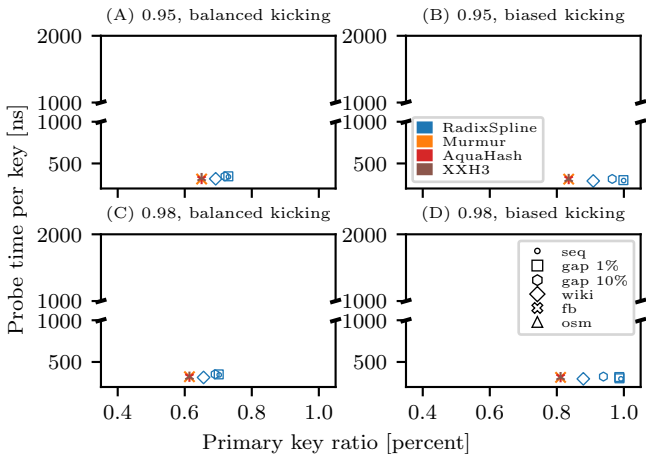 (A) 0.95, balanced kicking
(B) 0.95, biased kicking
2000
1000
1000
500
2000
1000
1000
500
RadixSpline
Murmur
AquaHash
XXH3
(C) 0.98, balanced kicking
(D) 0.98, biased kicking
2000
1000
1000
500
0.4 0.6 0.8 1.0
2000
1000
1000
500
0.4 0.6 0.8 1.0
seq
gap 1%
gap 10%
wiki
fb
osm
Probe time per key [ns]
Primary key ratio [percent]